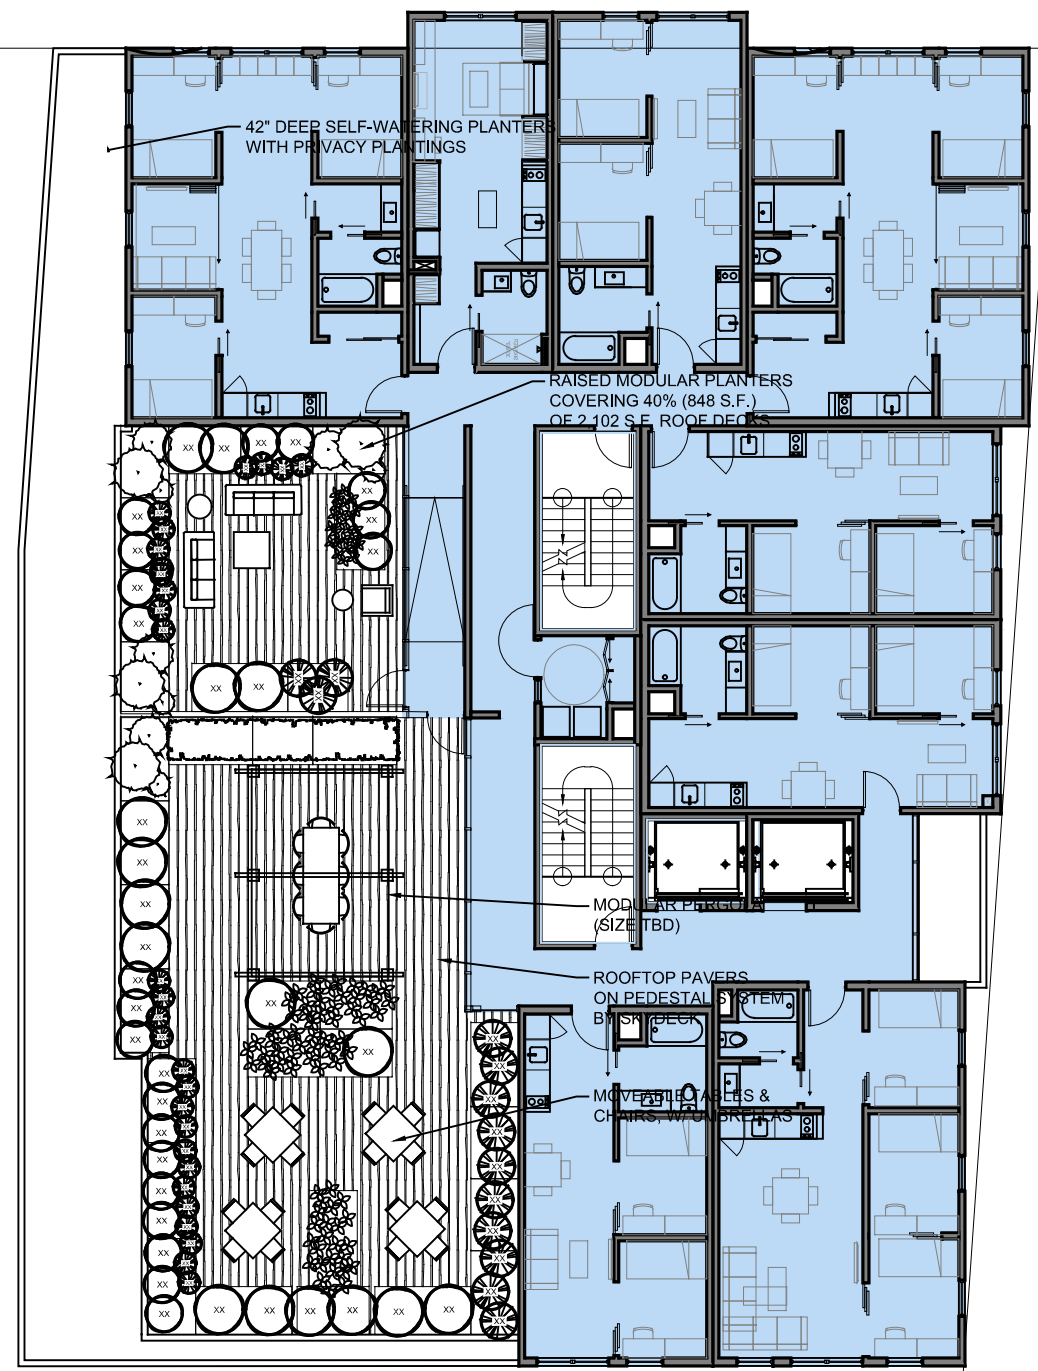 42" DEEP SELF-WATERING PLANTERS
WITH PRIVACY PLANTINGS
RAISED MODULAR PLANTERS
COVERING 40% (848 S.F.)
OF 2,102 S.F. ROOF DECKS
MODULAR PERGOLA
(SIZE TBD)
ROOFTOP PAVERS
ON PEDESTAL SYSTEM
BY SKYDECK
MOVEABLE TABLES &
CHAIRS, W/ UMBRELLAS